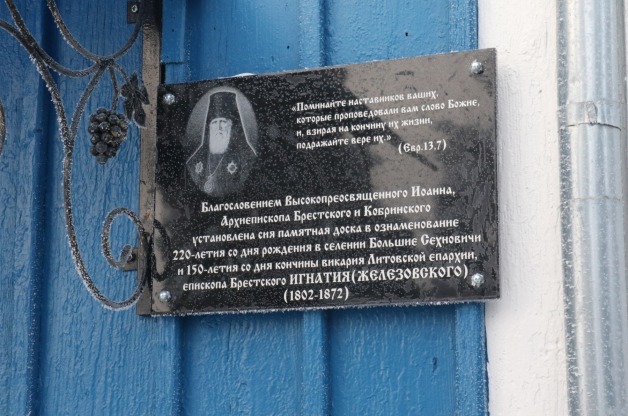 «Поминайте наставников ваших,
которые проповедовали вам слово Божие,
и, взирая на кончину их жизни,
подражайте вере их.»
(Евр.13,7)
Благословением Высокопреосвященного Иоанна,
Архиепископа Брестского и Кобринского
установлена сия памятная доска в ознаменование
220-летия со дня рождения в селении Большие Сехновичи
и 150-летия со дня кончины викария Литовской епархии,
епископа Брестского ИГНАТИЯ(ЖЕЛЕЗОВСКОГО)
(1802-1872)